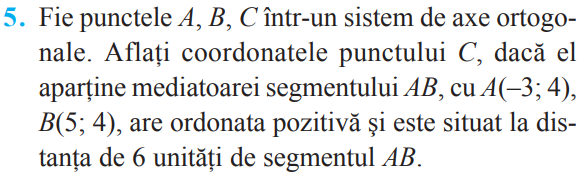 5. Fie punctele A, B, C într-un sistem de axe ortogo-
nale. Aflați coordonatele punctului C, dacă el
aparține mediatoarei segmentului AB, cu A(–3; 4),
B(5; 4), are ordonata pozitivă şi este situat la dis-
tanța de 6 unități de segmentul AB.